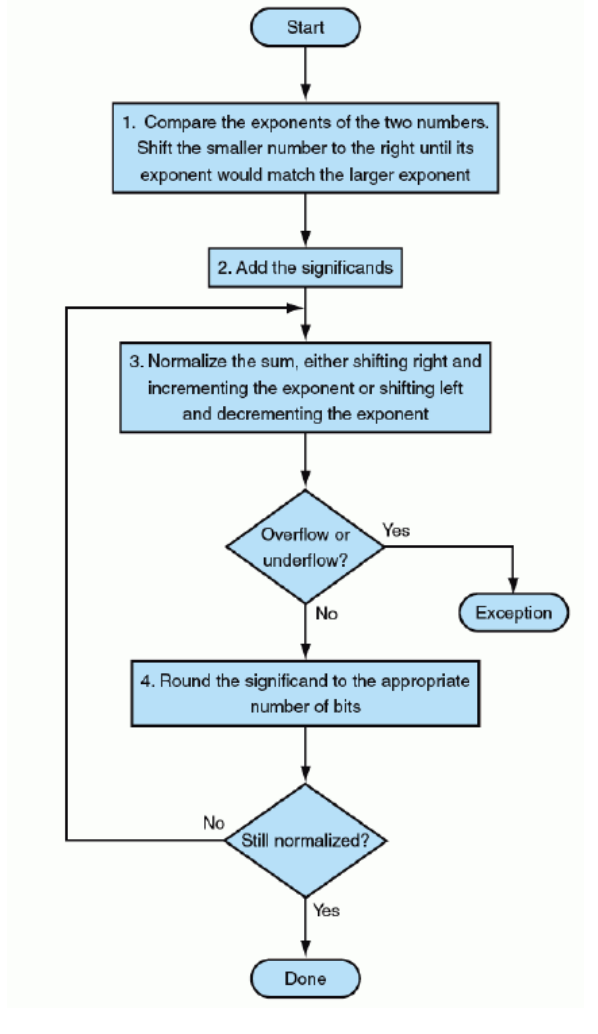 Start
1. Compare the exponents of the two numbers.
Shift the smaller number to the right until its
exponent would match the larger exponent
2. Add the significands
3. Normalize the sum, either shifting right and
incrementing the exponent or shifting left
and decrementing the exponent
Overflow or
underflow?
Yes
No
Exception
4. Round the significand to the appropriate
number of bits
Still normalized?
No
Yes
Done